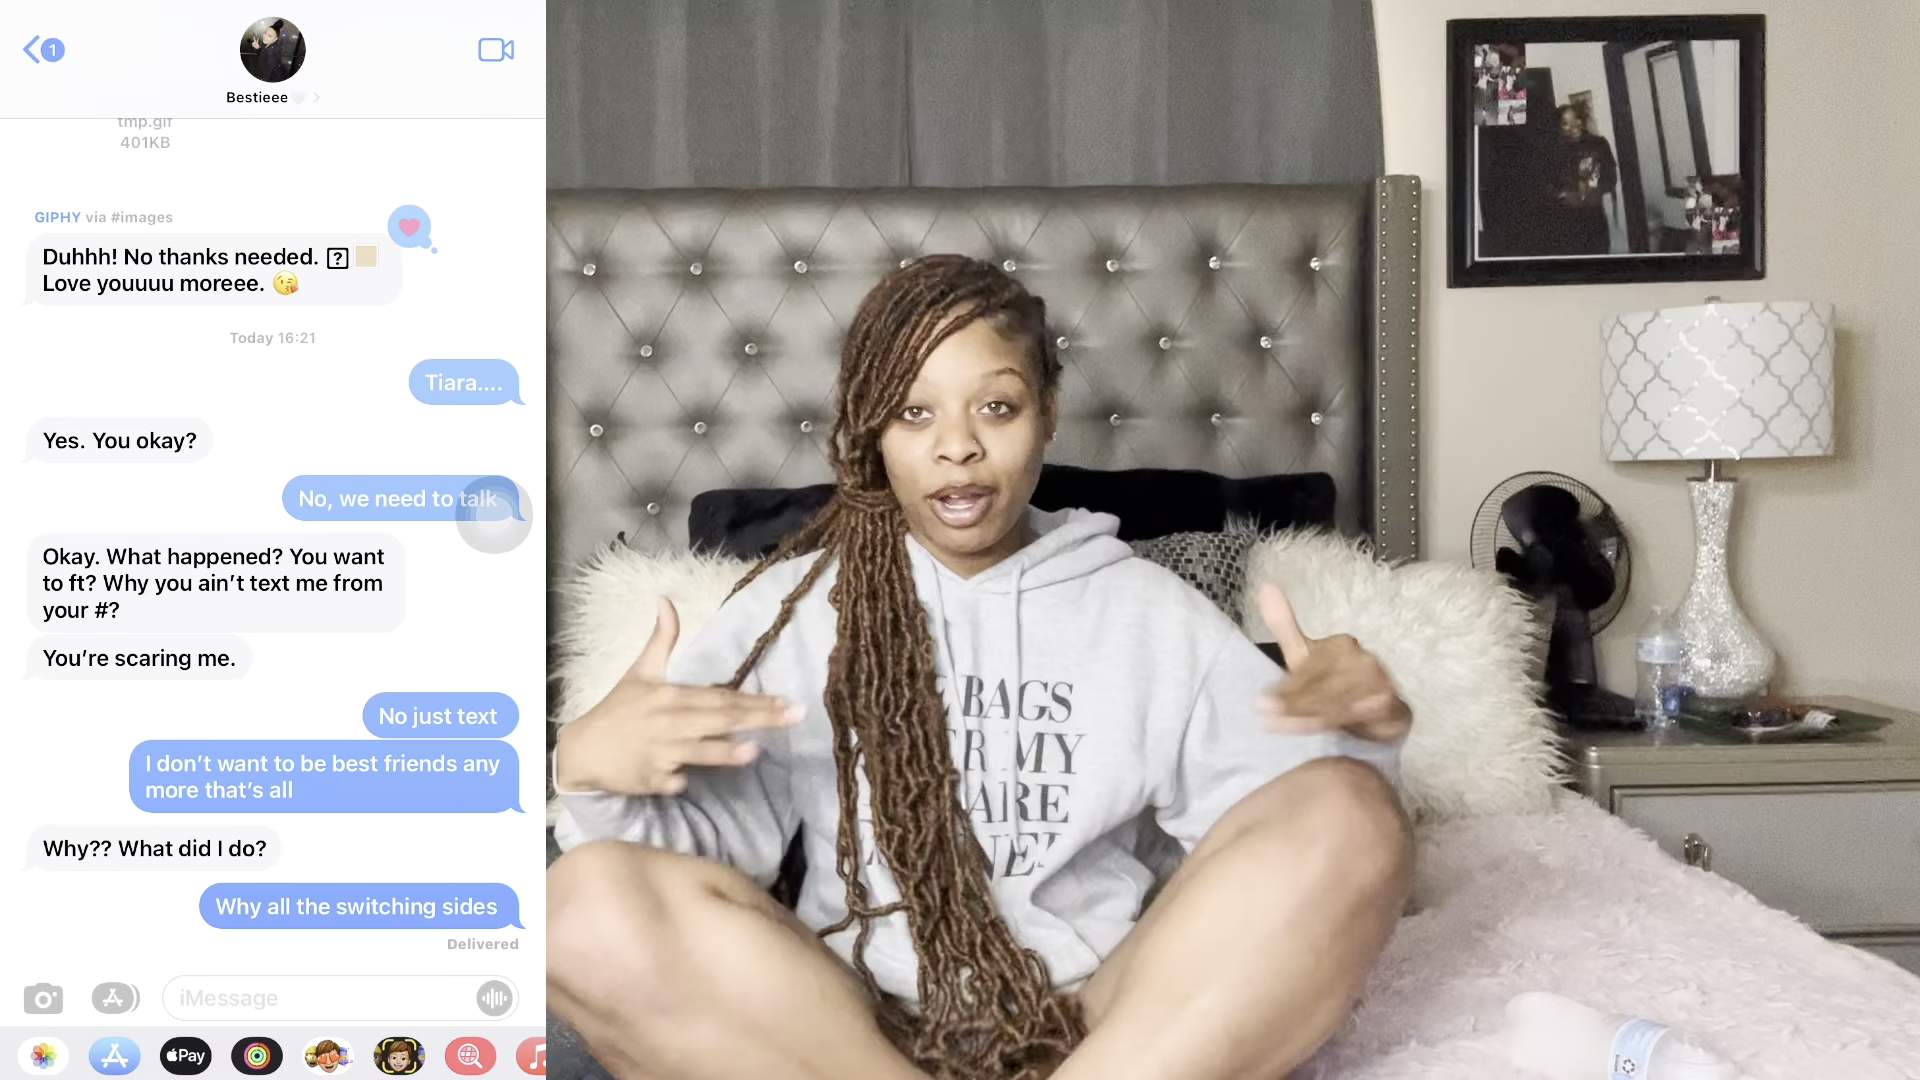 1
Bestieee
tmp.gif
401KB
GIPHY via #images
Duhhh! No thanks needed.
Love youuuu moreee. 😘
Today 16:21
Tiara....
Yes. You okay?
No, we need to talk
Okay. What happened? You want
to ft? Why you ain’t text me from
your #?
You’re scaring me.
No just text
I don’t want to be best friends any
more that’s all
Why?? What did I do?
Why all the switching sides
Delivered
iMessage
Pay
BAGS
MY